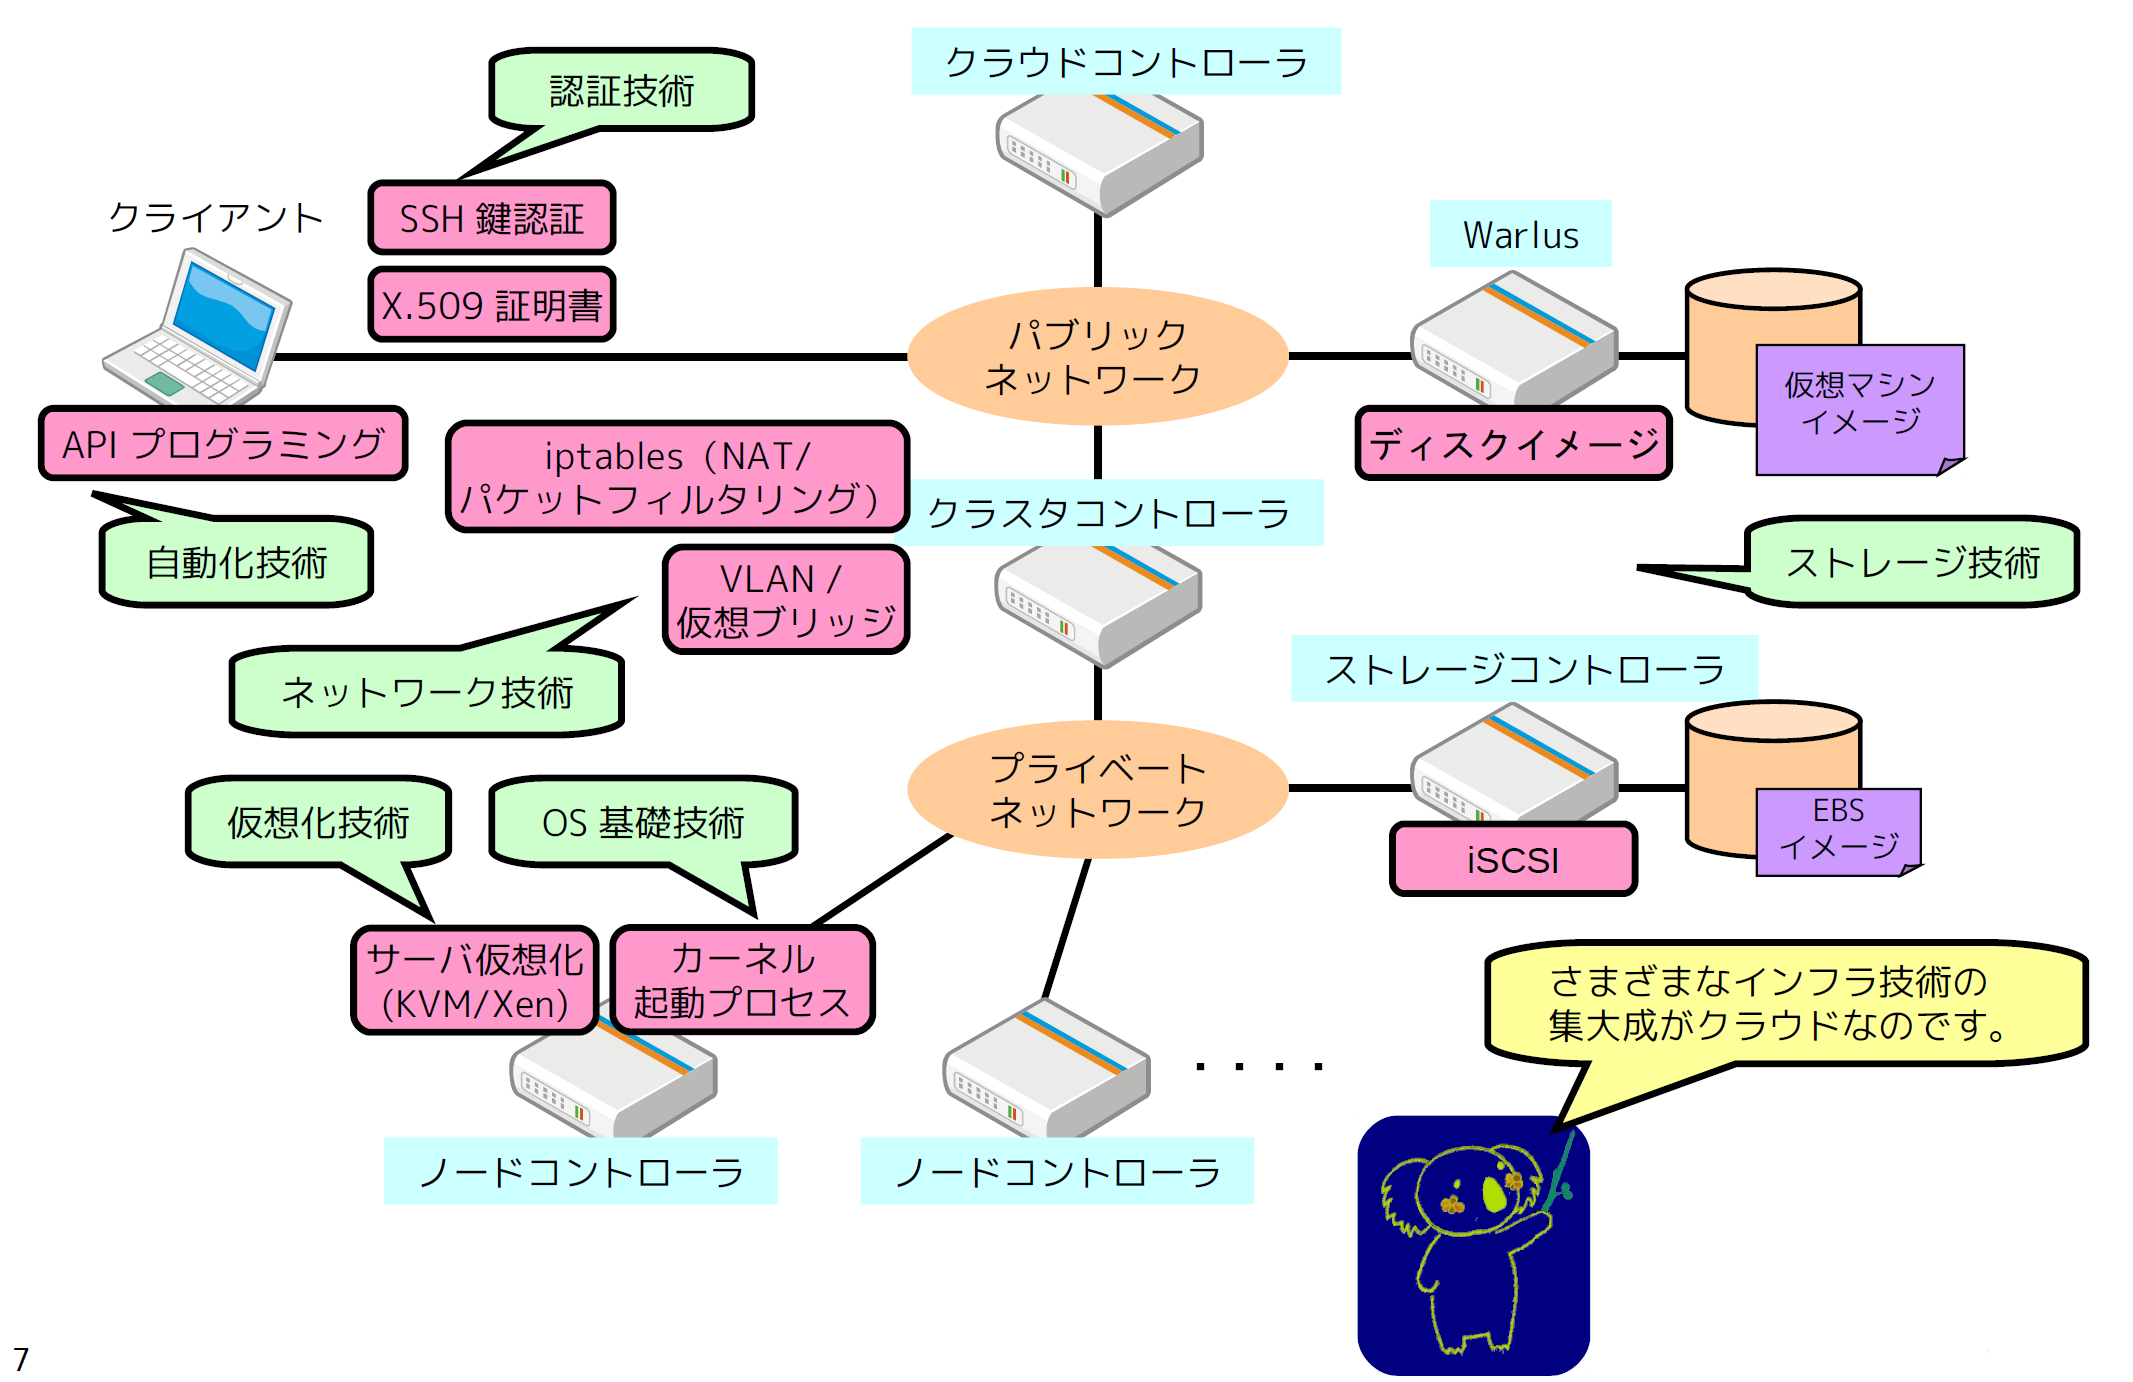 クラウドコントローラ
認証技術
クライアント
SSH 鍵認証
X.509 証明書
Warlus
パブリック
ネットワーク
仮想マシン
イメージ
API プログラミング
iptables（NAT/
パケットフィルタリング）
ディスクイメージ
クラスタコントローラ
自動化技術
VLAN /
仮想ブリッジ
ストレージ技術
ネットワーク技術
ストレージコントローラ
プライベート
ネットワーク
仮想化技術
OS 基礎技術
EBS
イメージ
iSCSI
サーバ仮想化
(KVM/Xen)
カーネル
起動プロセス
さまざまなインフラ技術の
集大成がクラウドなのです。
・・・・
ノードコントローラ
ノードコントローラ
7